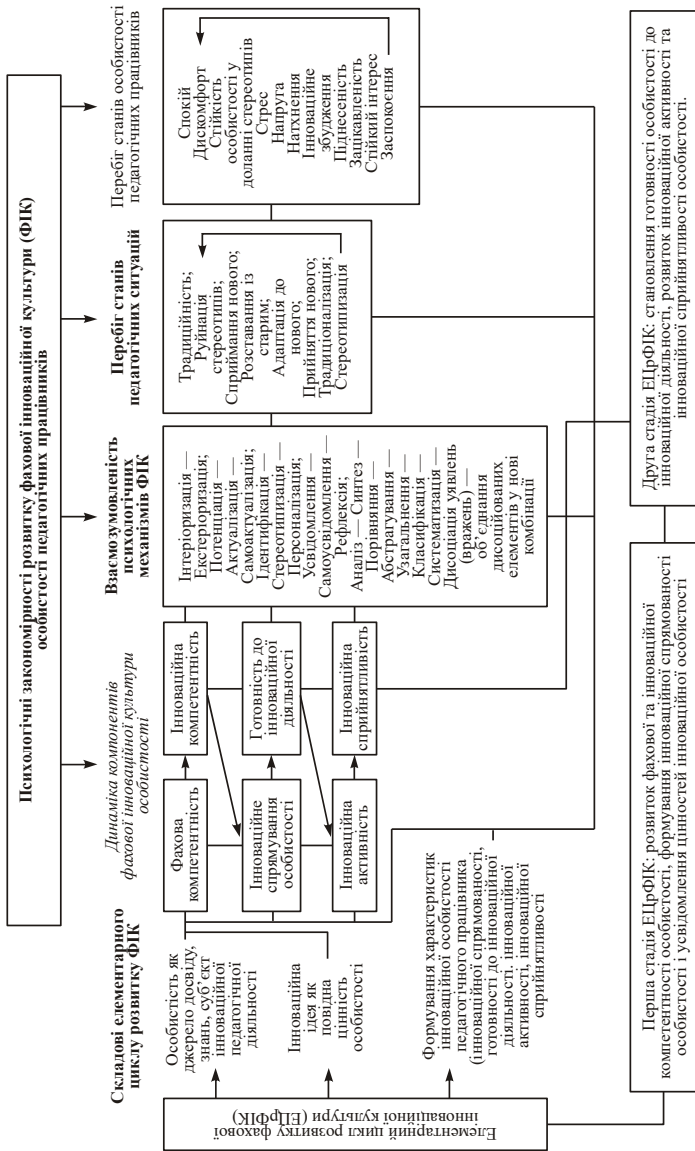 Психологічні закономірності розвитку фахової інноваційної культури (ФІК)
особистості педагогічних працівників
Складові елементарного
циклу розвитку ФІК
Динаміка компонентів
фахової інноваційної культури
особистості
Взаємозумовленість
психологічних
механізмів ФІК
Перебіг станів
педагогічних ситуацій
Перебіг станів особистості
педагогічних працівників
Елементарний цикл розвитку фахової
інноваційної культури (ЕЦрФІК)
Особистість як
джерело досвіду,
знань, суб’єкт
інноваційної
педагогічної
діяльності
Інноваційна
ідея як
повідна
цінність
особистості
Формування характеристик
інноваційної особистості
педагогічного працівника
(інноваційної спрямованості,
готовності до інноваційної
діяльності. інноваційної
активності, інноваційної
сприйнятливості
Фахова
компетентність
Інноваційна
компетентність
Інноваційне
спрямування
особистості
Готовність до
інноваційної
діяльності
Інноваційна
активність
Інноваційна
сприйнятливість
Інтеріоризація —
Екстеріоризація;
Потенціація —
Актуалізація —
Самоактуалізація;
Ідентифікація —
Стереотипизація —
Персоналізація;
Усвідомлення —
Самоусвідомлення —
Рефлексія;
Аналіз — Синтез —
Порівняння —
Абстрагування —
Узагальнення —
Класифікація —
Систематизація —
Дисоціація уявлень
(вражень) —
об’єднання
дисоційованих
елементів у нові
комбінації
Традиційність;
Руйнація
стереотипів;
Сприймання нового;
Розставання із
старим;
Адаптація до
нового;
Прийняття нового;
Традиціоналізація;
Стереотипизація
Спокій
Дискомфорт
Стійкість
особистості у
доланні стереотипів
Стрес
Напруга
Натхнення
Інноваційне
збудження
Піднесеність
Зацікавленість
Стійкий інтерес
Заспокоєння
Перша стадія ЕЦрФІК: розвиток фахової та інноваційної
компетентності особистості, формування інноваційної спрямованості
особистості і усвідомлення цінностей інноваційної особистості
Друга стадія ЕЦрФІК: становлення готовності особистості до
інноваційної діяльності, розвиток інноваційної активності та
інноваційної сприйнятливості особистості.